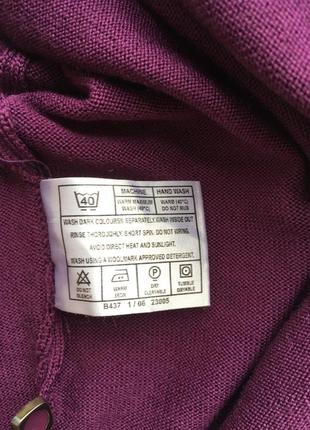 40 MACHINE HAND WASH
WARM MAXIMUM WARM (40°C)
WASH (40°C) DO NOT RUB
WASH DARK COLOURS SEPARATELY. WASH INSIDE OUT
RINSE THOROUGHLY. SHORT SPIN. DO NOT WRING.
AVOID DIRECT HEAT AND SUNLIGHT.
WASH USING A WOOLMARK APPROVED DETERGENT.
P
DO NOT WARM DRY TUMBLE
IRON CLEANABLE DRYABLE
B437 1 / 06 23005